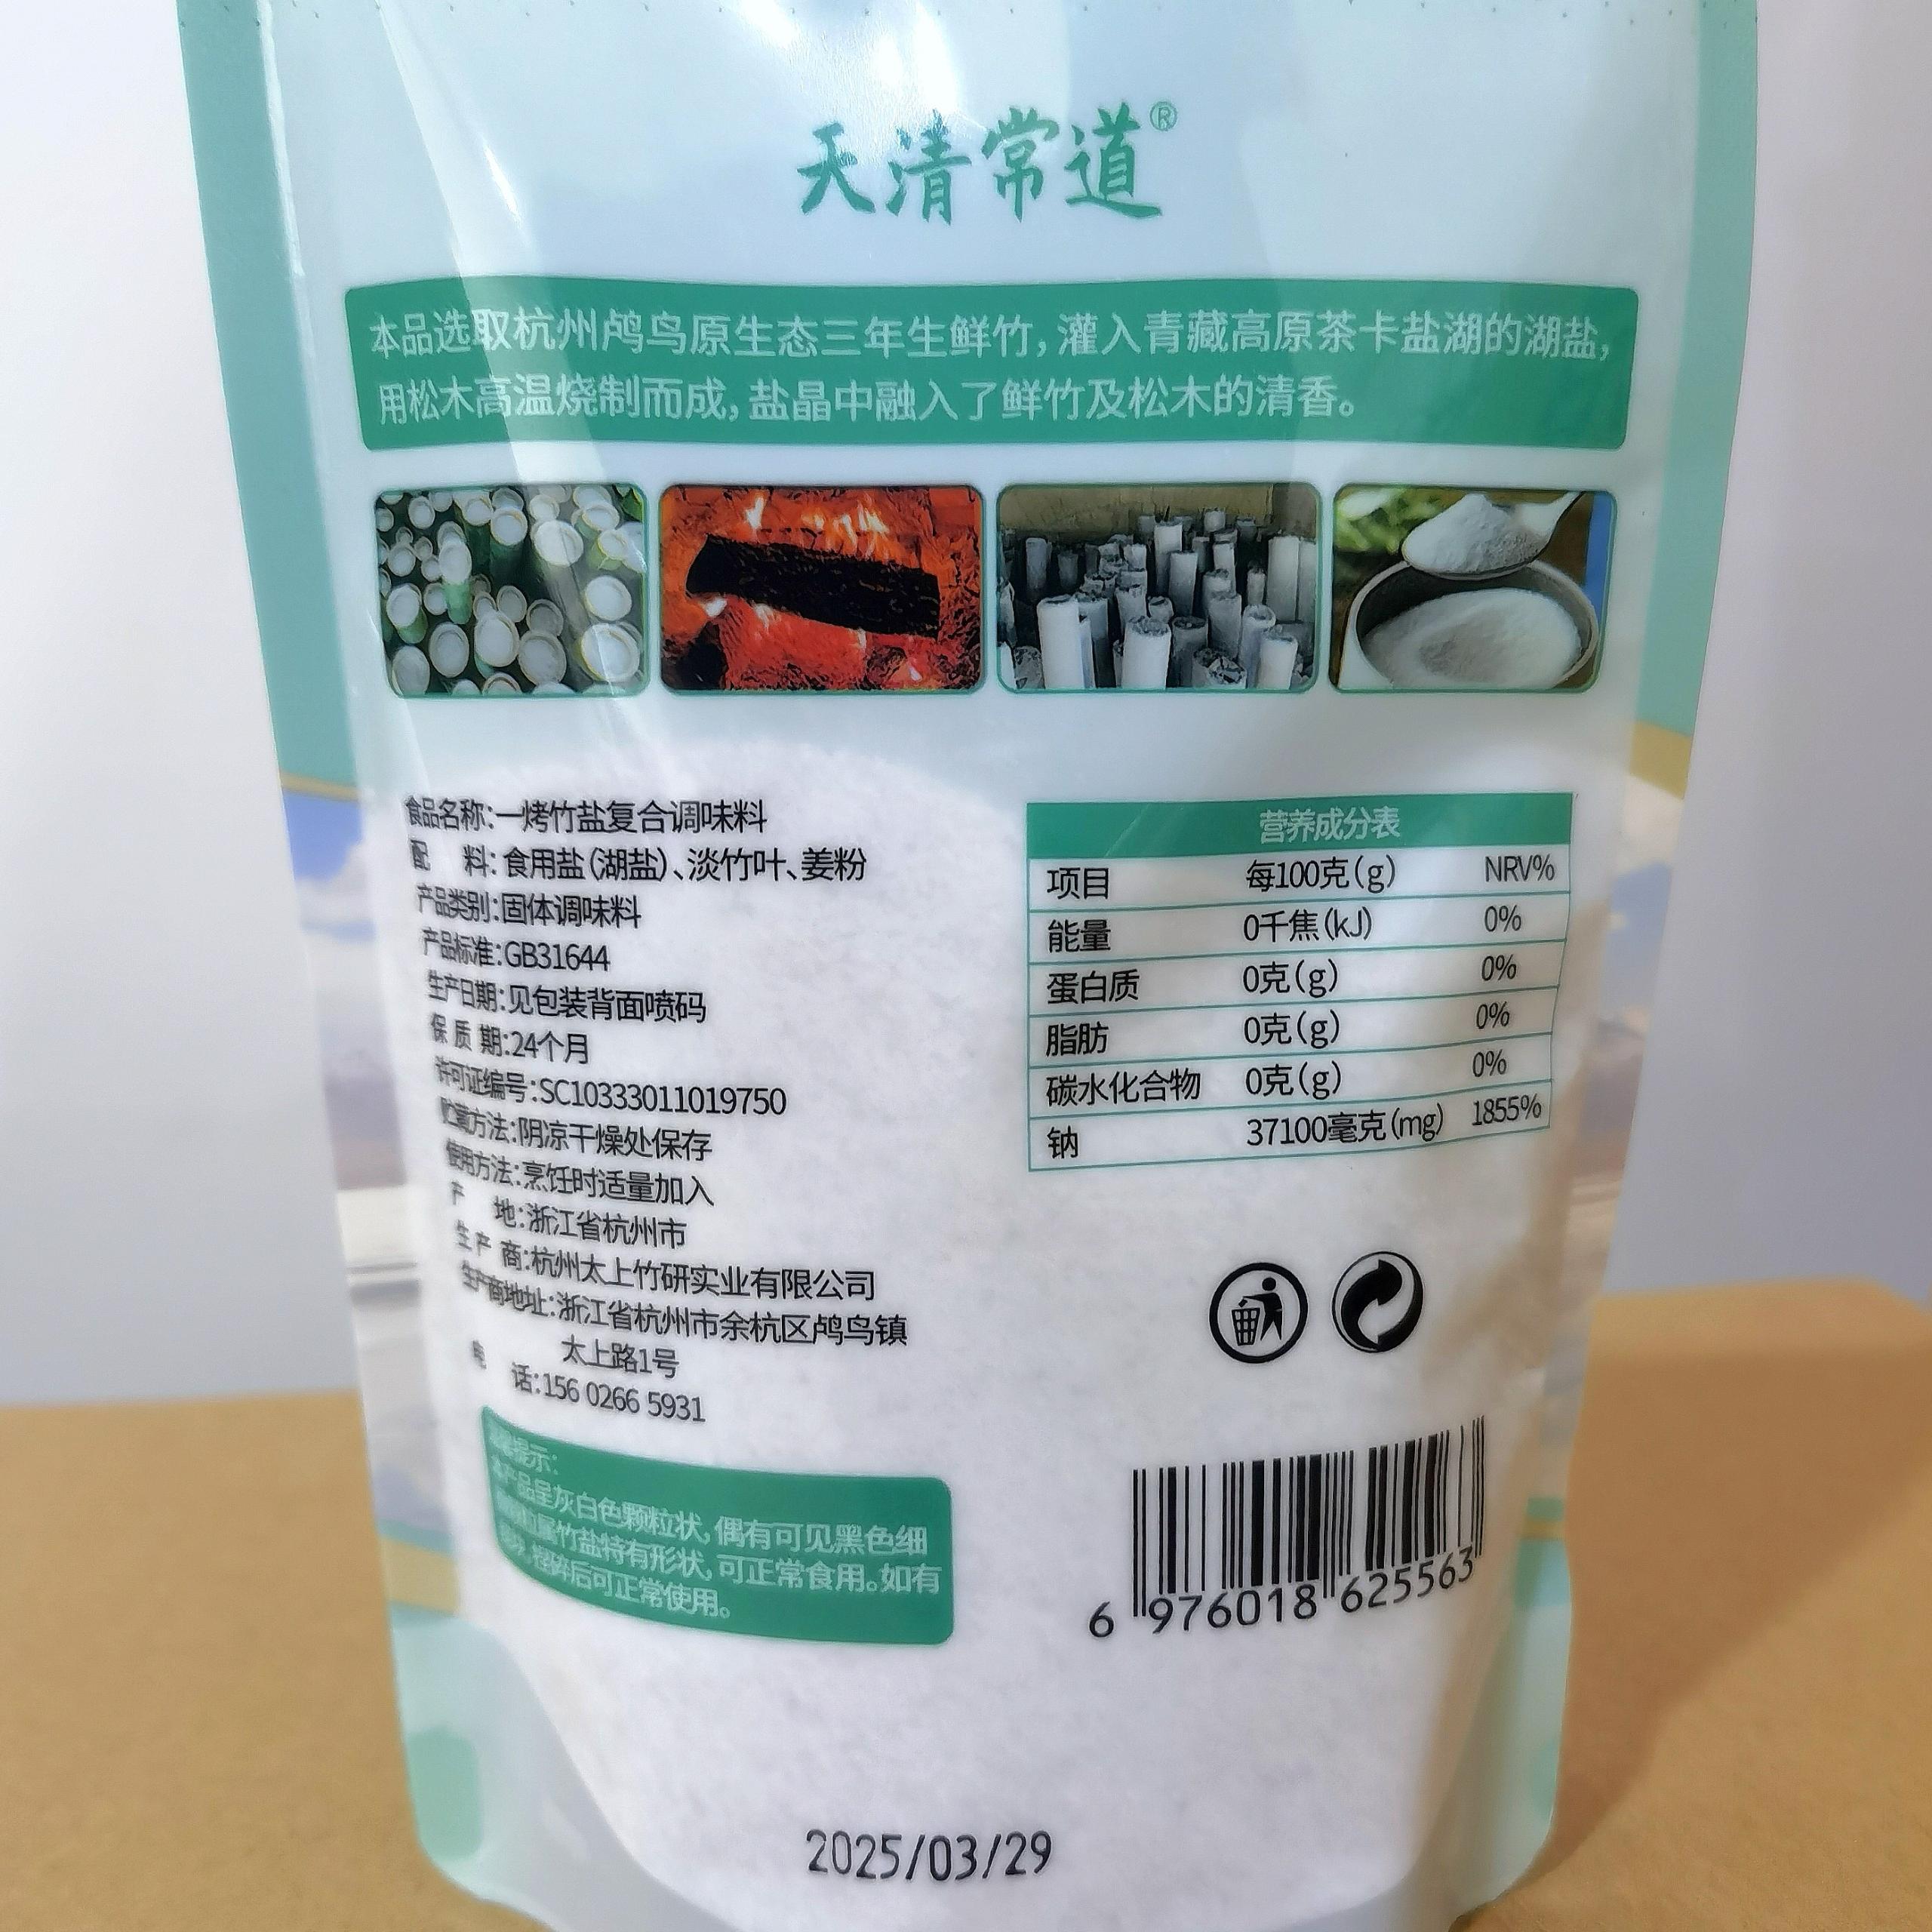 天清常道®
本品选取杭州鸬鸟原生态三年生鲜竹,灌入青藏高原茶卡盐湖的湖盐,
用松木高温烧制而成,盐晶中融入了鲜竹及松木的清香。
食品名称:一烤竹盐复合调味料
配 料:食用盐(湖盐)、淡竹叶、姜粉
产品类别:固体调味料
产品标准:GB31644
生产日期:见包装背面喷码
保 质 期:24个月
许可证编号:SC10333011019750
贮藏方法:阴凉干燥处保存
使用方法:烹饪时适量加入
产 地:浙江省杭州市
生 产 商:杭州太上竹研实业有限公司
生产商地址:浙江省杭州市余杭区鸬鸟镇
太上路1号
电 话:156 0266 5931
提示:
本产品呈灰白色颗粒状,偶有可见黑色细
属竹盐特有形状,可正常食用。如有
碎后可正常使用。
营养成分表
项目 每100克(g) NRV%
能量 0千焦(kJ) 0%
蛋白质 0克(g) 0%
脂肪 0克(g) 0%
碳水化合物 0克(g) 0%
钠 37100毫克(mg) 1855%
6 976018 625563
2025/03/29